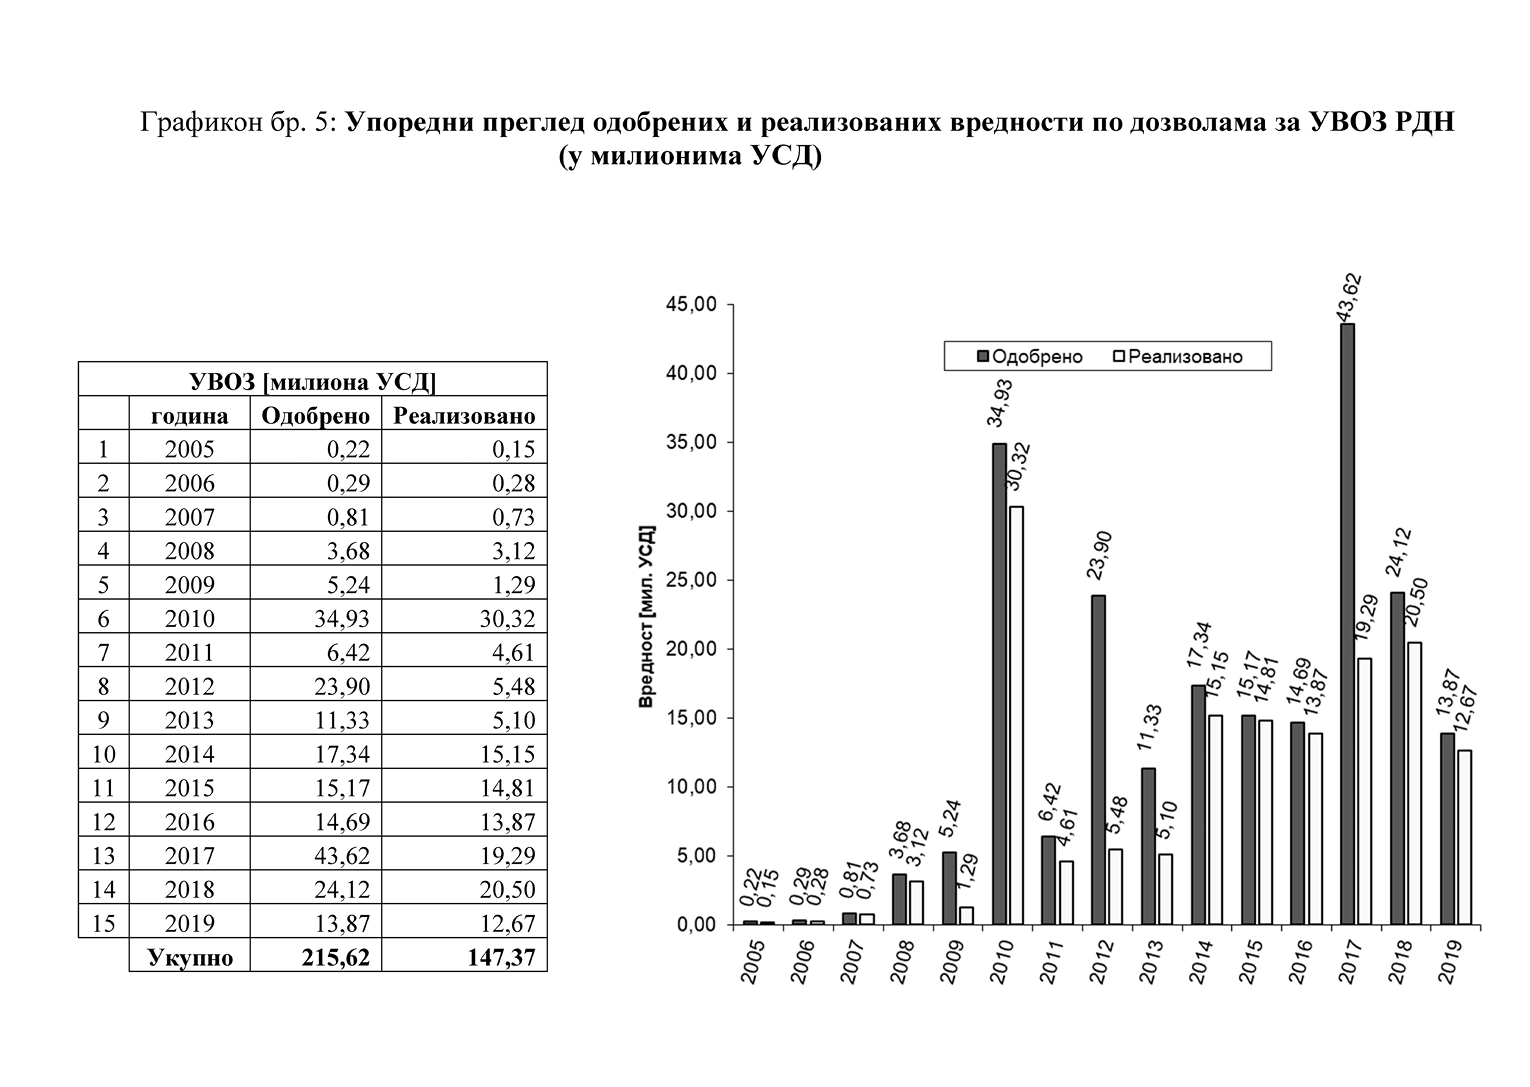 Графикон бр. 5: Упоредни преглед одобрених и реализованих вредности по дозволама за УВОЗ РДН
(у милионима УСД)
УВОЗ [милиона УСД]
година Одобрено Реализовано
1 2005 0,22 0,15
2 2006 0,29 0,28
3 2007 0,81 0,73
4 2008 3,68 3,12
5 2009 5,24 1,29
6 2010 34,93 30,32
7 2011 6,42 4,61
8 2012 23,90 5,48
9 2013 11,33 5,10
10 2014 17,34 15,15
11 2015 15,17 14,81
12 2016 14,69 13,87
13 2017 43,62 19,29
14 2018 24,12 20,50
15 2019 13,87 12,67
Укупно 215,62 147,37
Вредност [мил. УСД]
45,00
40,00
35,00
30,00
25,00
20,00
15,00
10,00
5,00
0,00
Одобрено Реализовано
0,22 0,15
0,29 0,28
0,81 0,73
3,68 3,12
5,24 1,29
34,93 30,32
6,42 4,61
23,90 5,48
11,33 5,10
17,34 15,15
15,17 14,81
14,69 13,87
43,62 19,29
24,12 20,50
13,87 12,67
2005 2006 2007 2008 2009 2010 2011 2012 2013 2014 2015 2016 2017 2018 2019